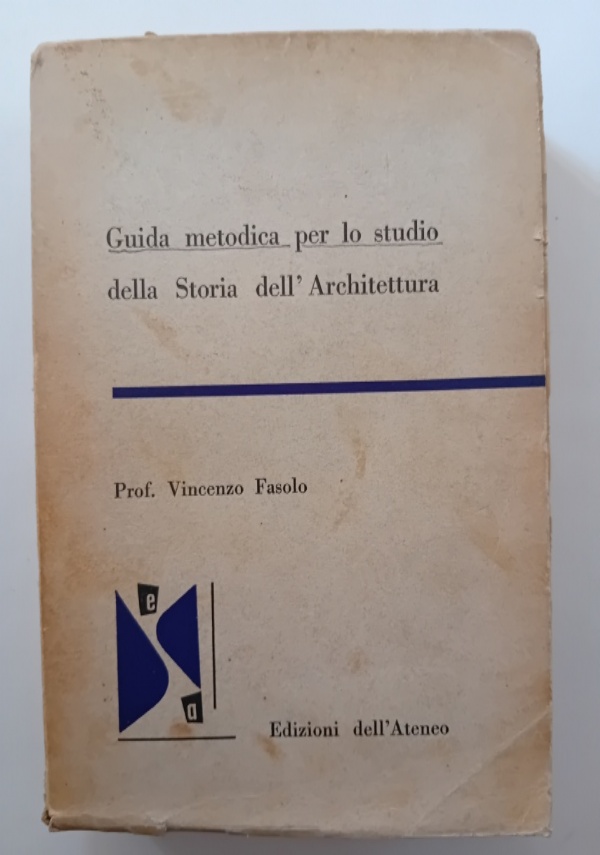 Guida metodica per lo studio
della Storia dell' Architettura
Prof. Vincenzo Fasolo
e
a
Edizioni dell'Ateneo